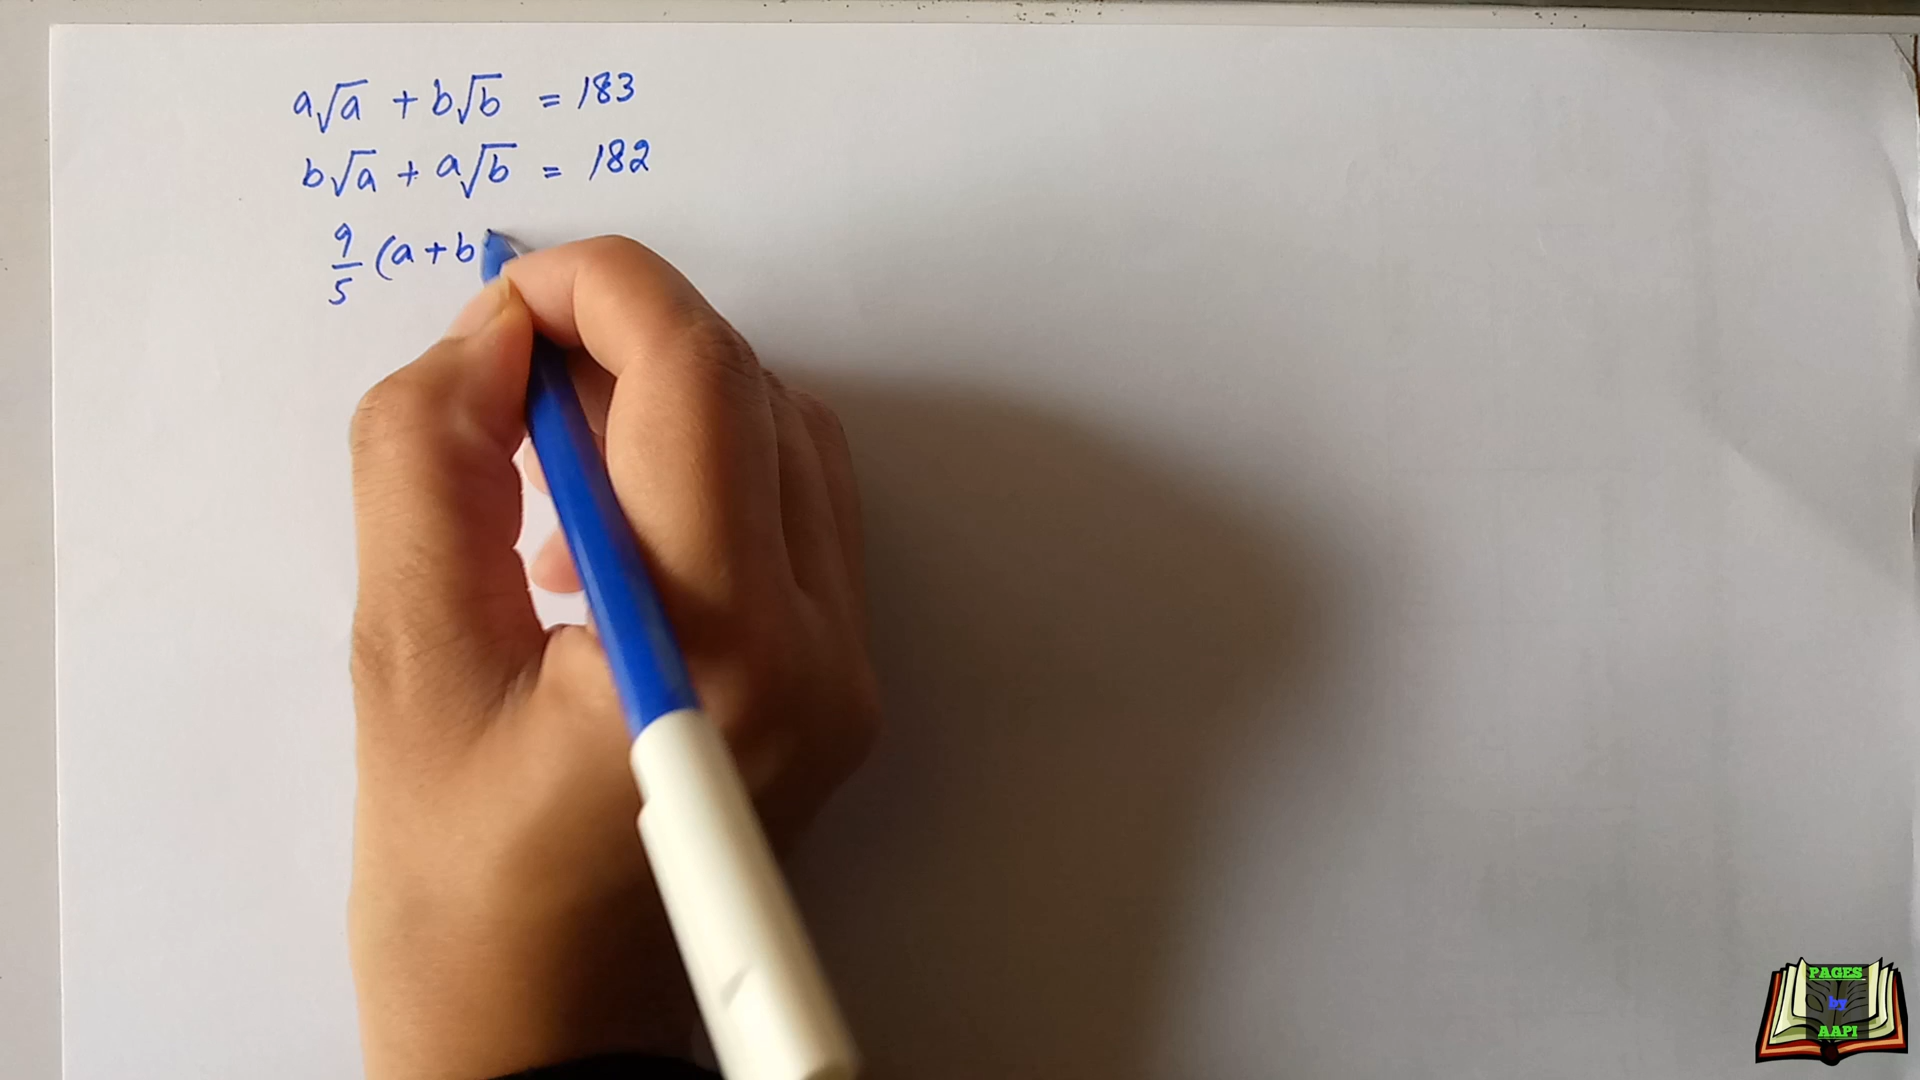 a√a + b√b = 183
b√a + a√b = 182
9/5 (a+b
PAGES
by
AAPI